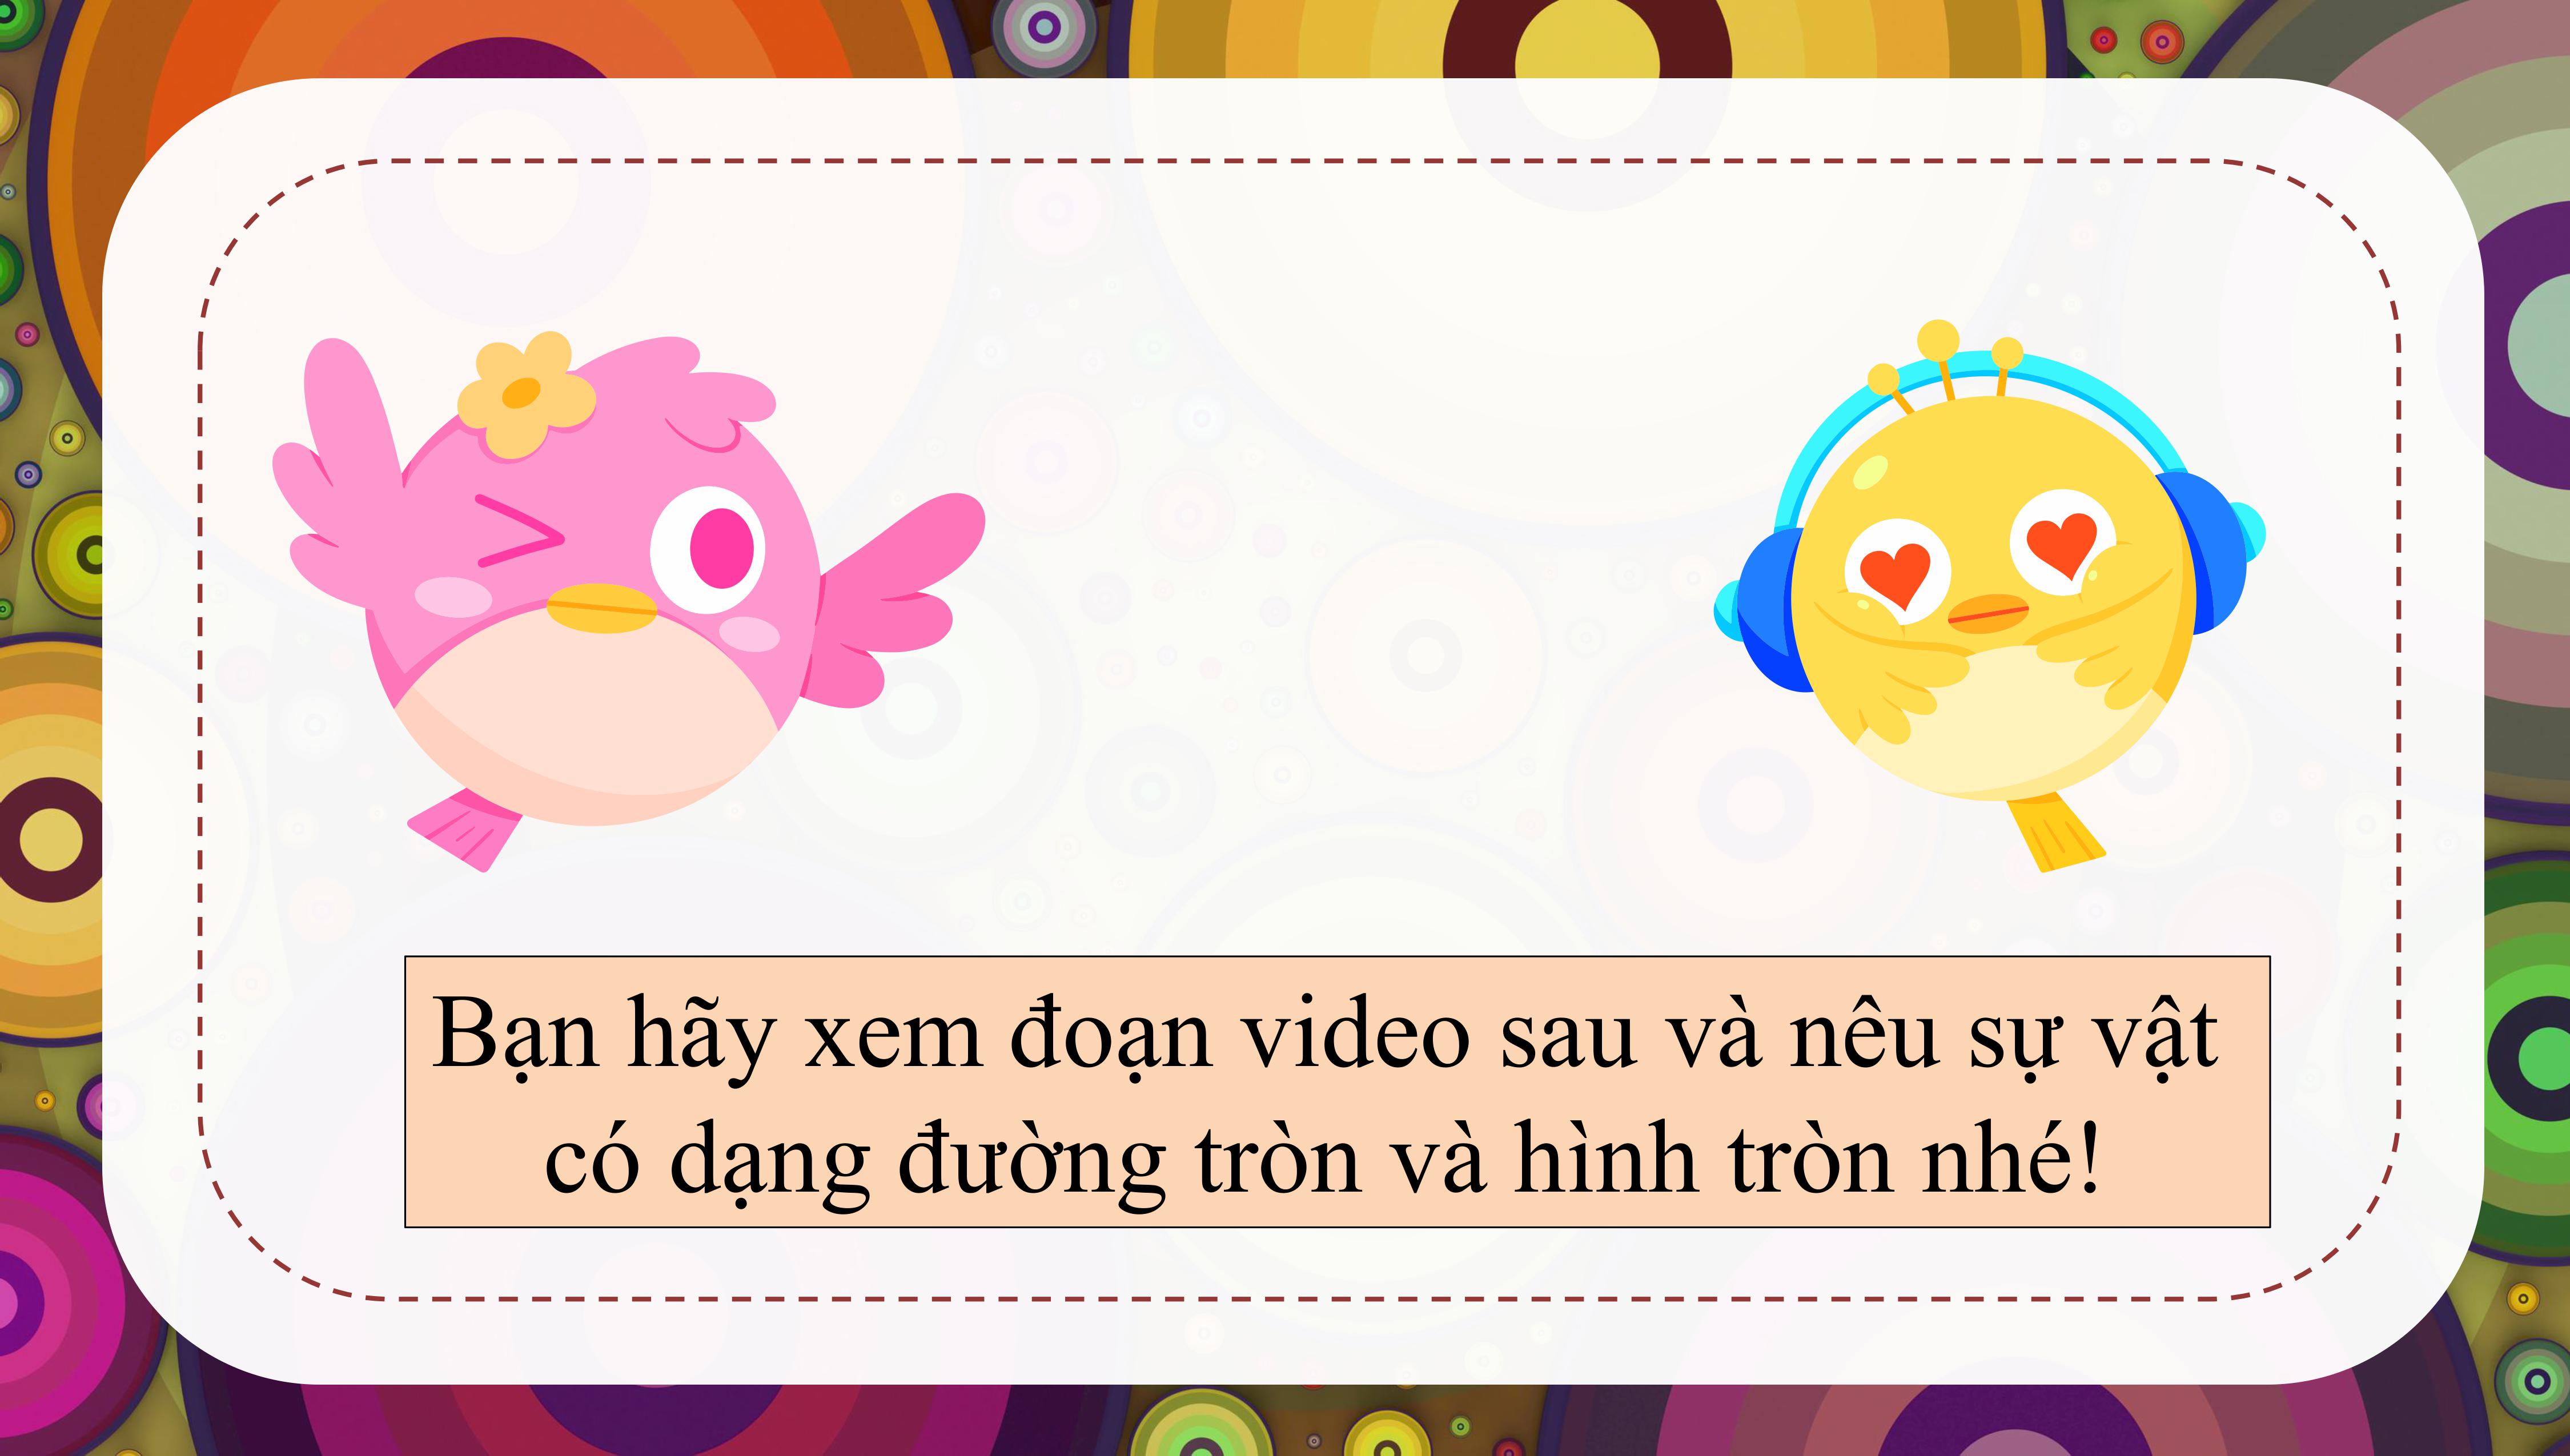 Bạn hãy xem đoạn video sau và nêu sự vật
có dạng đường tròn và hình tròn nhé!